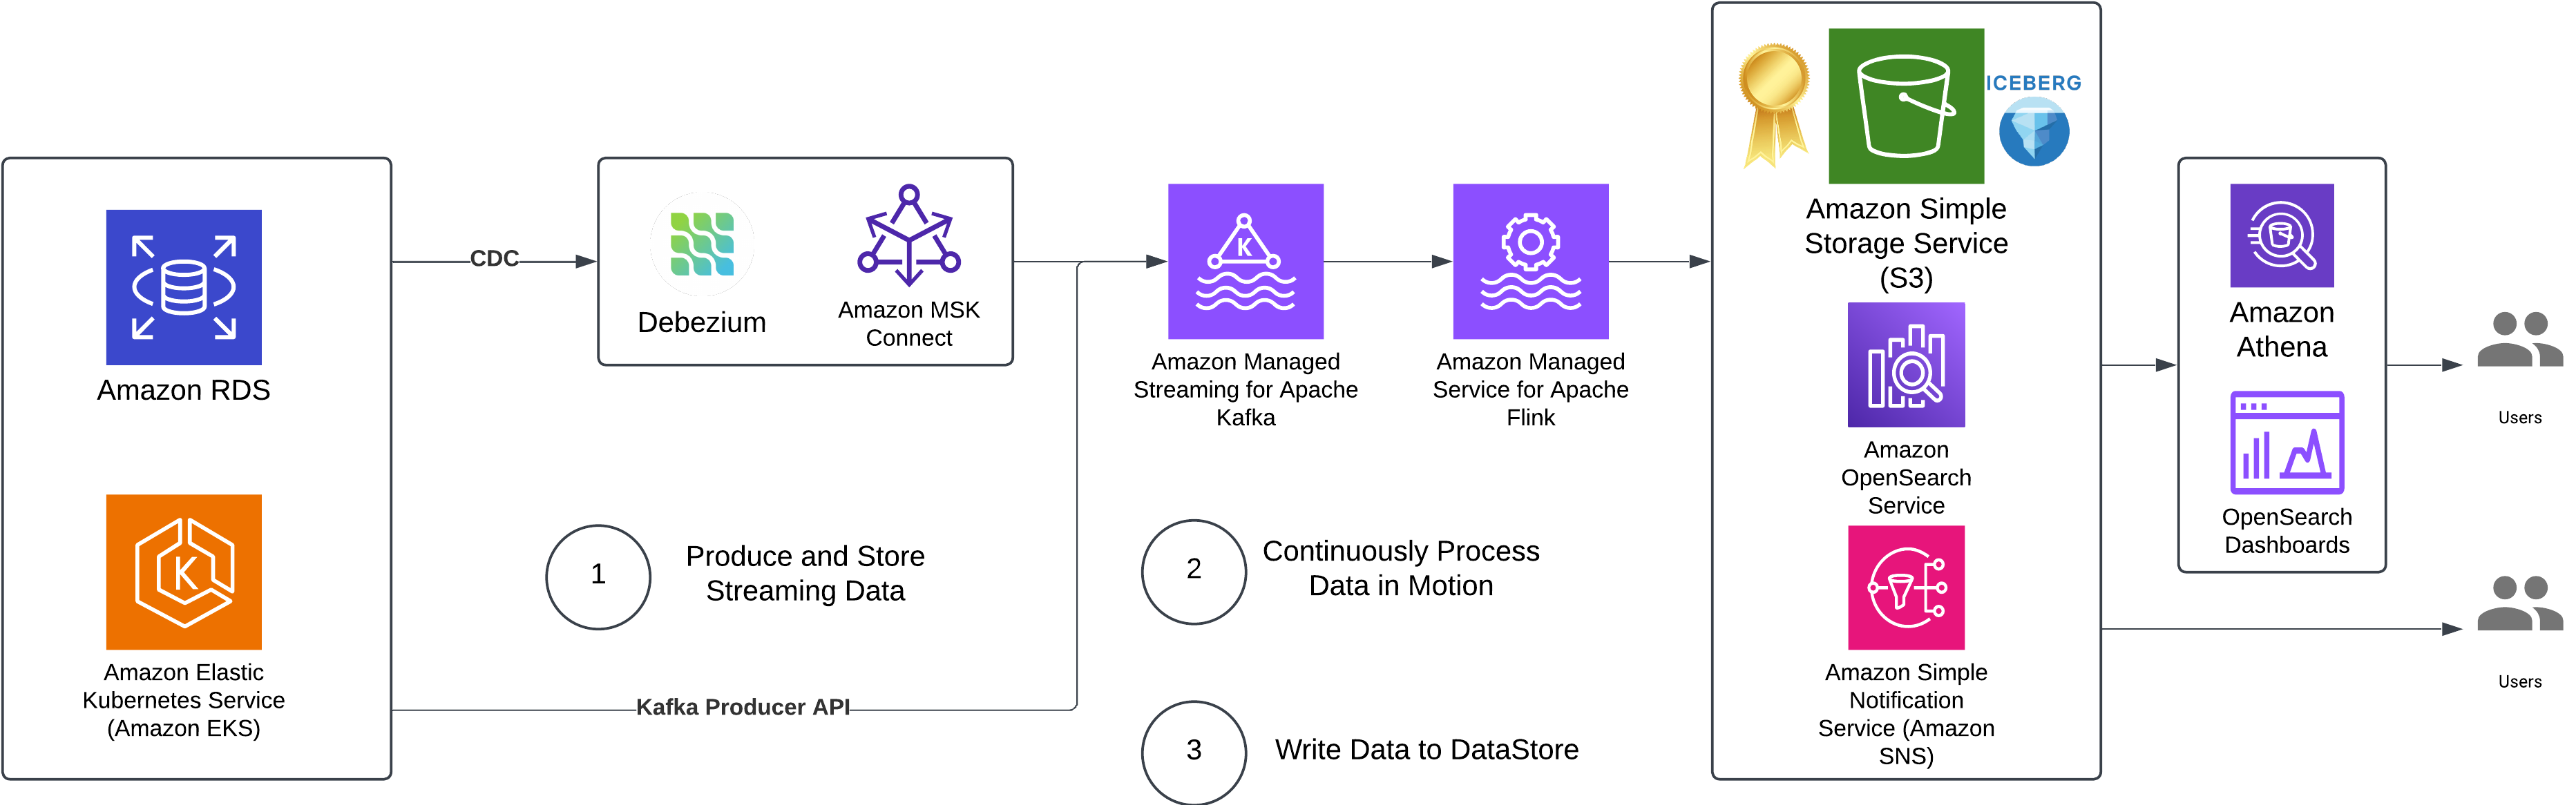 Amazon RDS
Amazon Elastic
Kubernetes Service
(Amazon EKS)
CDC
Kafka Producer API
Debezium
Amazon MSK
Connect
1
Produce and Store
Streaming Data
K
Amazon Managed
Streaming for Apache
Kafka
Amazon Managed
Service for Apache
Flink
2
Continuously Process
Data in Motion
3
Write Data to DataStore
ICEBERG
Amazon Simple
Storage Service
(S3)
Amazon
OpenSearch
Service
Amazon Simple
Notification
Service (Amazon
SNS)
Amazon
Athena
OpenSearch
Dashboards
Users
Users
K